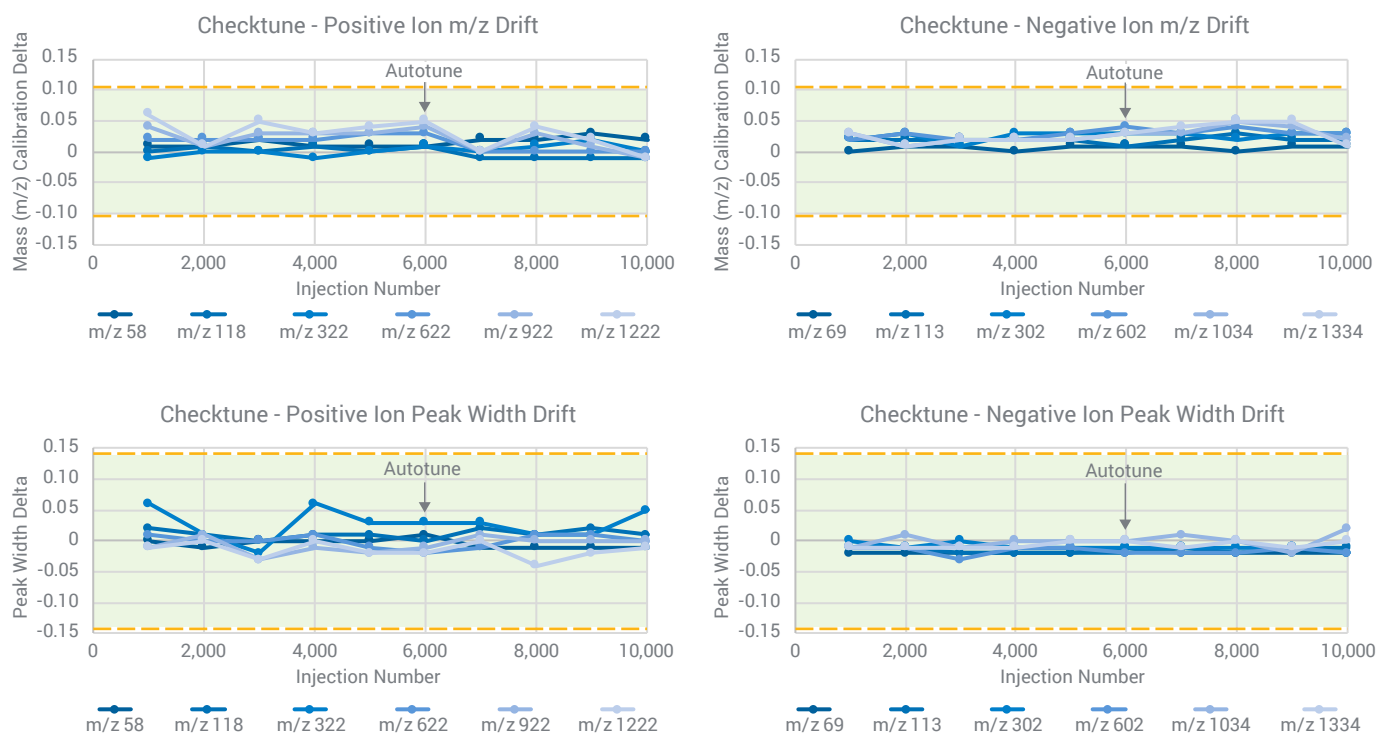 Checktune - Positive Ion m/z Drift
Mass (m/z) Calibration Delta
0.15
0.10
0.05
0
-0.05
-0.10
-0.15
Autotune
0 2,000 4,000 6,000 8,000 10,000
Injection Number
m/z 58 m/z 118 m/z 322 m/z 622 m/z 922 m/z 1222
Checktune - Negative Ion m/z Drift
Mass (m/z) Calibration Delta
0.15
0.10
0.05
0
-0.05
-0.10
-0.15
Autotune
0 2,000 4,000 6,000 8,000 10,000
Injection Number
m/z 69 m/z 113 m/z 302 m/z 602 m/z 1034 m/z 1334
Checktune - Positive Ion Peak Width Drift
Peak Width Delta
0.15
0.10
0.05
0
-0.05
-0.10
-0.15
Autotune
0 2,000 4,000 6,000 8,000 10,000
Injection Number
m/z 58 m/z 118 m/z 322 m/z 622 m/z 922 m/z 1222
Checktune - Negative Ion Peak Width Drift
Peak Width Delta
0.15
0.10
0.05
0
-0.05
-0.10
-0.15
Autotune
0 2,000 4,000 6,000 8,000 10,000
Injection Number
m/z 69 m/z 113 m/z 302 m/z 602 m/z 1034 m/z 1334